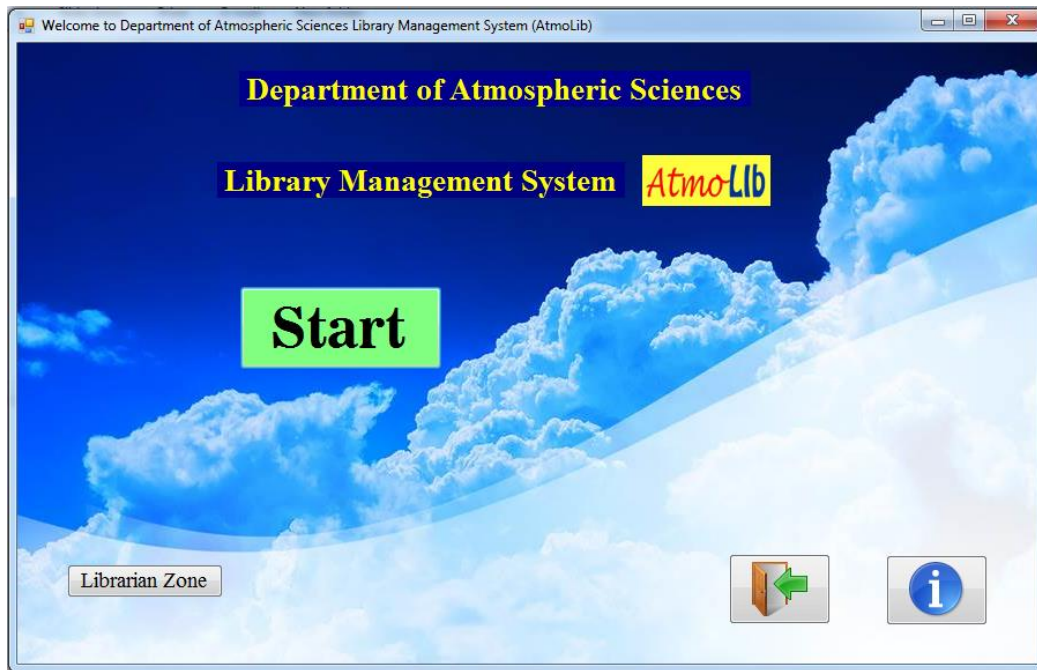 Welcome to Department of Atmospheric Sciences Library Management System (AtmoLib)
Department of Atmospheric Sciences
Library Management System AtmoLIb
Start
Librarian Zone
i